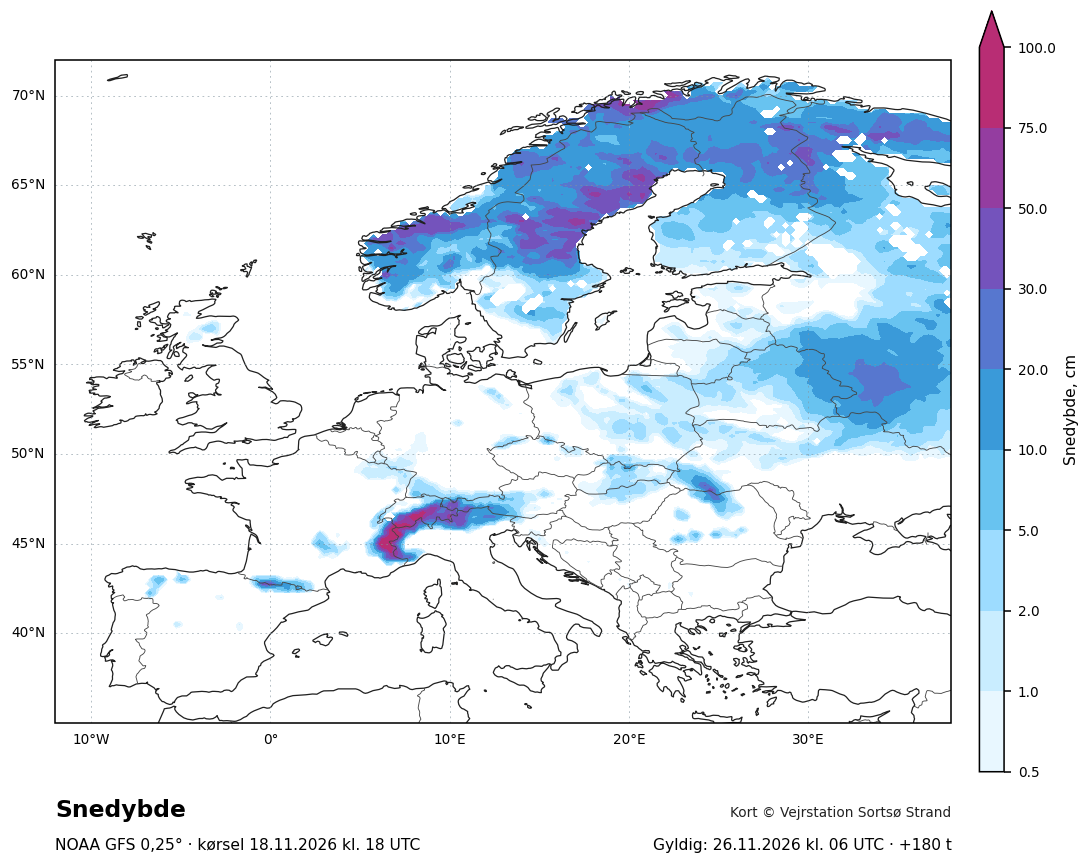 100.0
75.0
50.0
30.0
20.0
10.0
5.0
2.0
1.0
0.5
Snedybde, cm
70°N
65°N
60°N
55°N
50°N
45°N
40°N
10°W 0° 10°E 20°E 30°E
Snedybde
Kort © Vejrstation Sortsø Strand
NOAA GFS 0,25° · kørsel 18.11.2026 kl. 18 UTC
Gyldig: 26.11.2026 kl. 06 UTC · +180 t